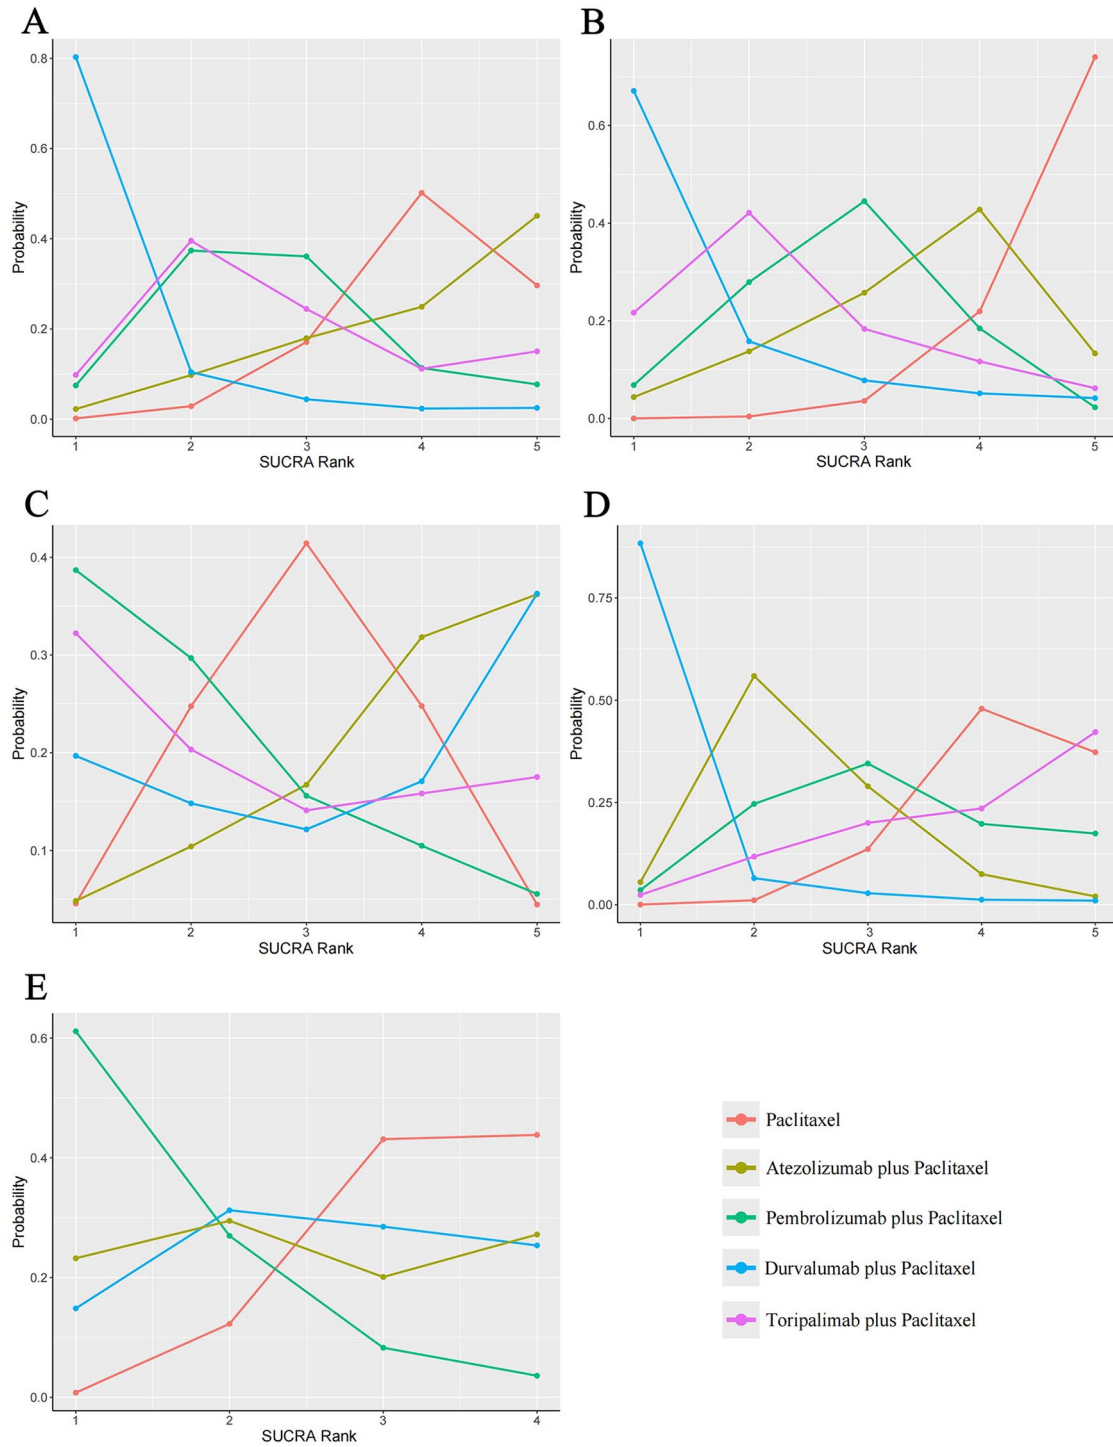 A
0.8
0.6
0.4
0.2
0.0
Probability
1 2 3 4 5
SUCRA Rank
B
0.6
0.4
0.2
0.0
Probability
1 2 3 4 5
SUCRA Rank
C
0.4
0.3
0.2
0.1
Probability
1 2 3 4 5
SUCRA Rank
D
0.75
0.50
0.25
0.00
Probability
1 2 3 4 5
SUCRA Rank
E
0.6
0.4
0.2
0.0
Probability
1 2 3 4
SUCRA Rank
Paclitaxel
Atezolizumab plus Paclitaxel
Pembrolizumab plus Paclitaxel
Durvalumab plus Paclitaxel
Toripalimab plus Paclitaxel